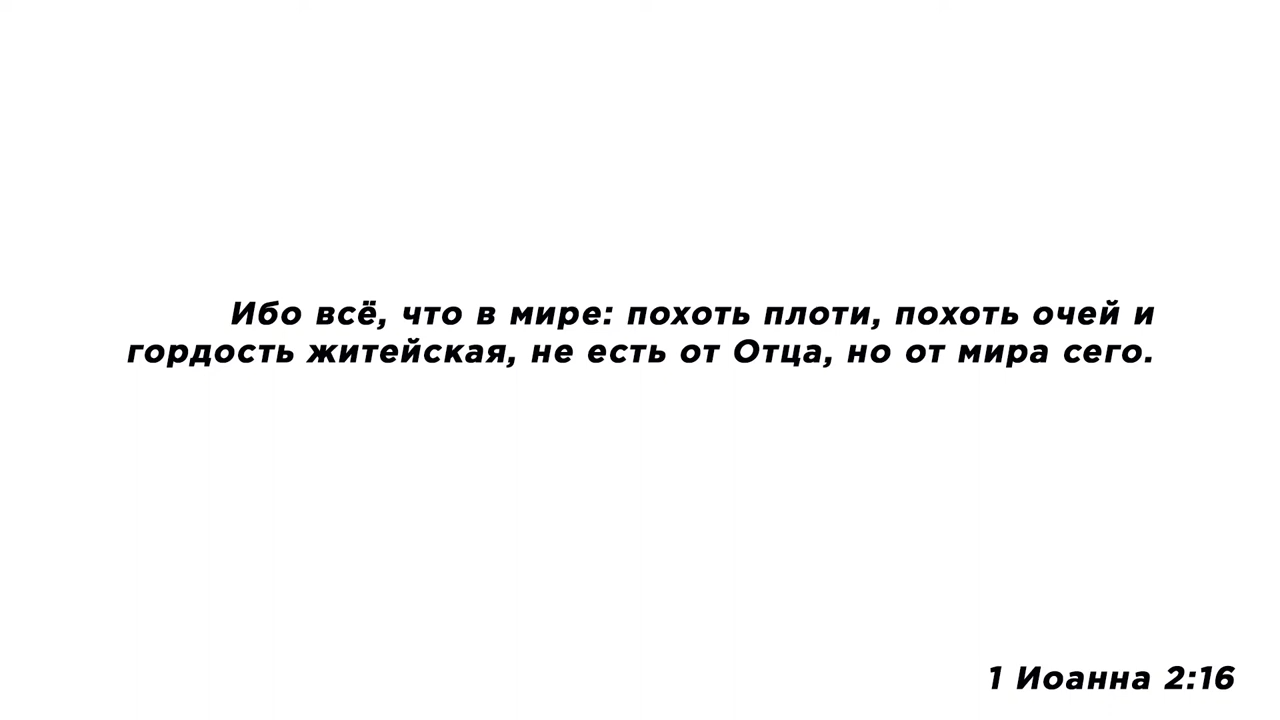 Ибо всё, что в мире: похоть плоти, похоть очей и
гордость житейская, не есть от Отца, но от мира сего.
1 Иоанна 2:16